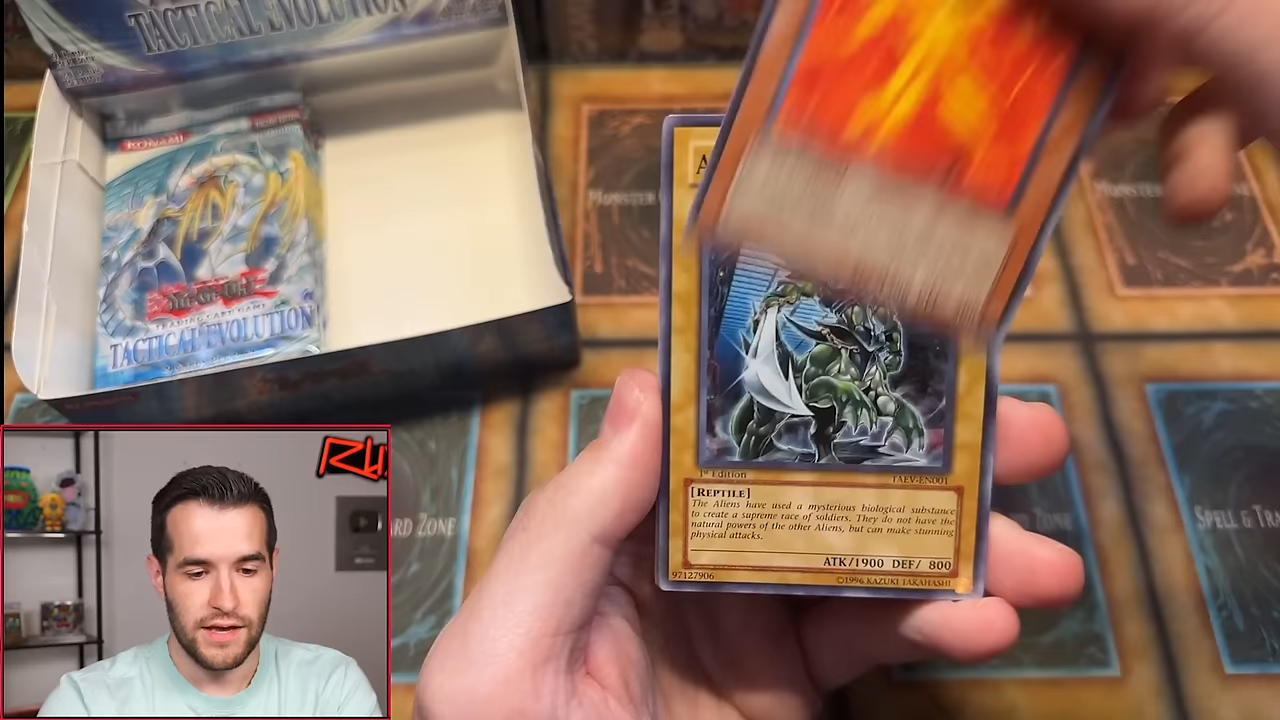 TACTICAL EVOLUTION
KONAMI
Yu-Gi-Oh!
TRADING CARD GAME
TACTICAL EVOLUTION
A
1st Edition
TAEV-EN001
[REPTILE]
The Aliens have used a mysterious biological substance
to create a supreme race of soldiers. They do not have the
natural powers of the other Aliens, but can make stunning
physical attacks.
ATK/1900 DEF/ 800
97127906
©1996 KAZUKI TAKAHASHI
MONSTER
MONSTER
CARD ZONE
SPELL & TRA